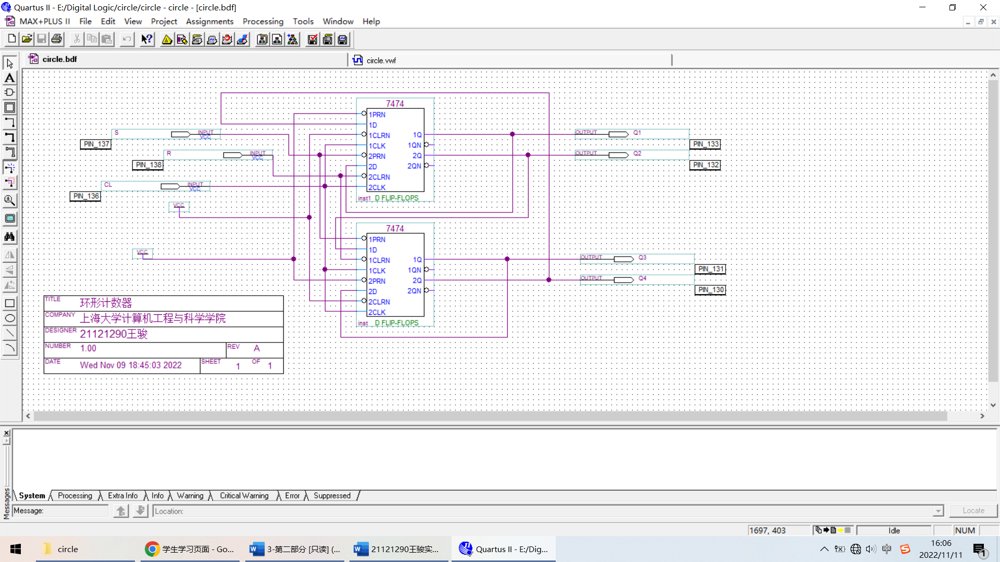 Quartus II - E:/Digital Logic/circle/circle - circle - [circle.bdf]
MAX+PLUS II File Edit View Project Assignments Processing Tools Window Help
circle.bdf
circle.vwf
7474
1PRN
1D
1CLRN
1CLK
2PRN
2D
2CLRN
2CLK
1Q
1QN
2Q
2QN
inst1 D FLIP-FLOPS
S INPUT VCC
PIN_137
R INPUT VCC
PIN_138
CL INPUT VCC
PIN_136
VCC
VCC
OUTPUT Q1
PIN_133
OUTPUT Q2
PIN_132
7474
1PRN
1D
1CLRN
1CLK
2PRN
2D
2CLRN
2CLK
1Q
1QN
2Q
2QN
inst D FLIP-FLOPS
OUTPUT Q3
PIN_131
OUTPUT Q4
PIN_130
TITLE 环形计数器
COMPANY 上海大学计算机工程与科学学院
DESIGNER 21121290王骏
NUMBER 1.00 REV A
DATE Wed Nov 09 18:45:03 2022 SHEET 1 OF 1
Messages
System Processing Extra Info Info Warning Critical Warning Error Suppressed
Message: Location: Locate
1697, 403 Idle NUM
circle 学生学习页面 - Go... 3-第二部分 [只读] (... 21121290王骏实... Quartus II - E:/Dig...
中
16:06
2022/11/11
1